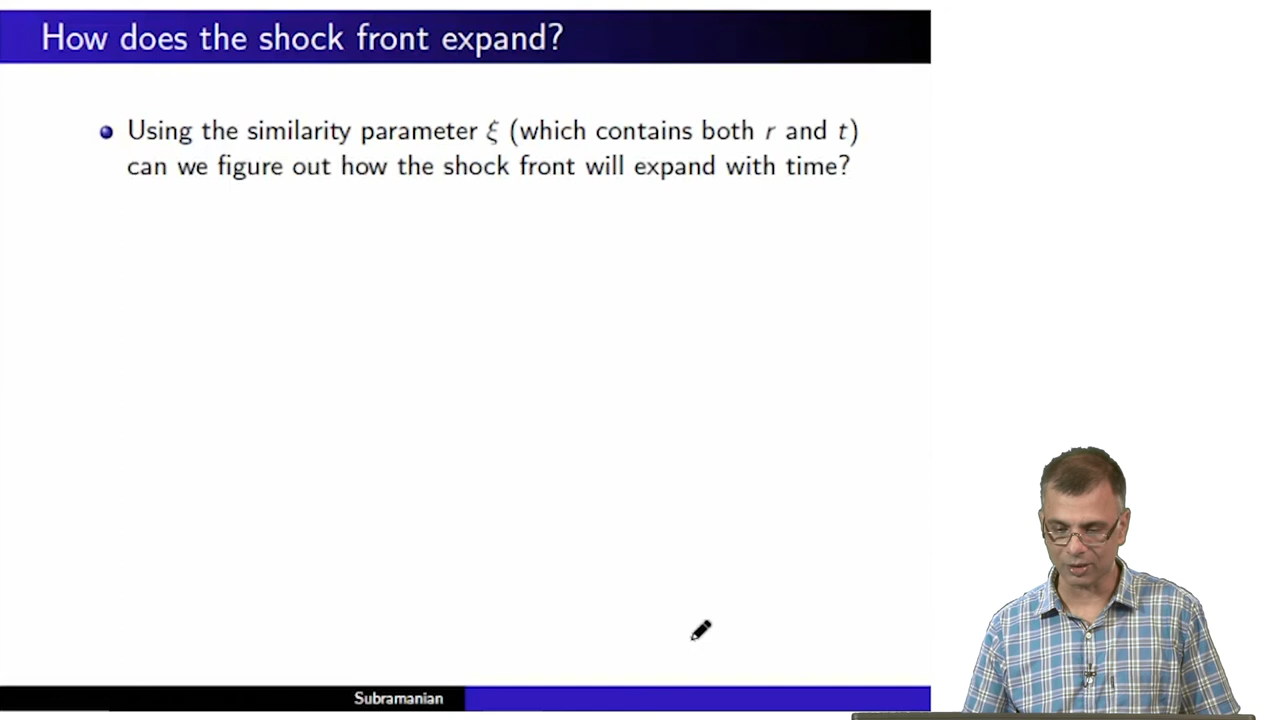 How does the shock front expand?
Using the similarity parameter ξ (which contains both r and t)
can we figure out how the shock front will expand with time?
Subramanian